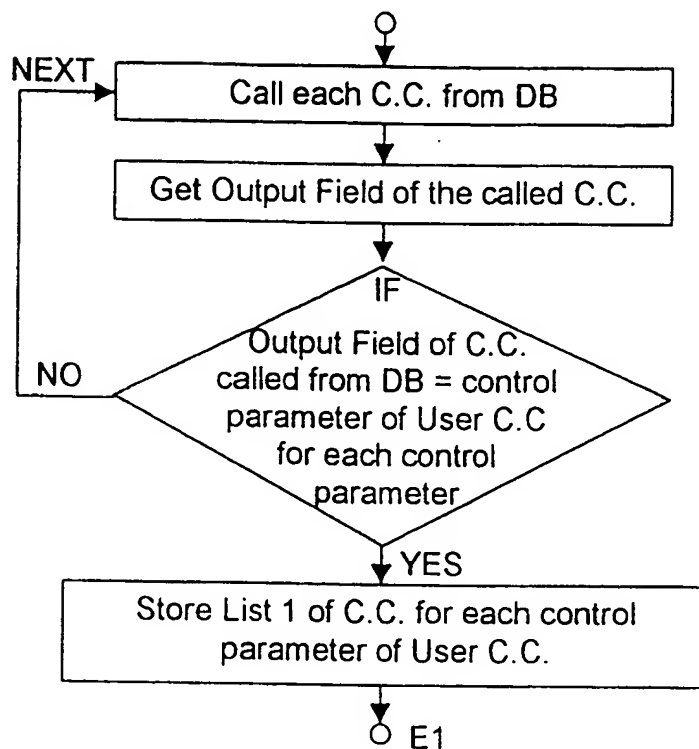 NEXT
Call each C.C. from DB
Get Output Field of the called C.C.
IF
Output Field of C.C.
called from DB = control
parameter of User C.C
for each control
parameter
NO
YES
Store List 1 of C.C. for each control
parameter of User C.C.
E1